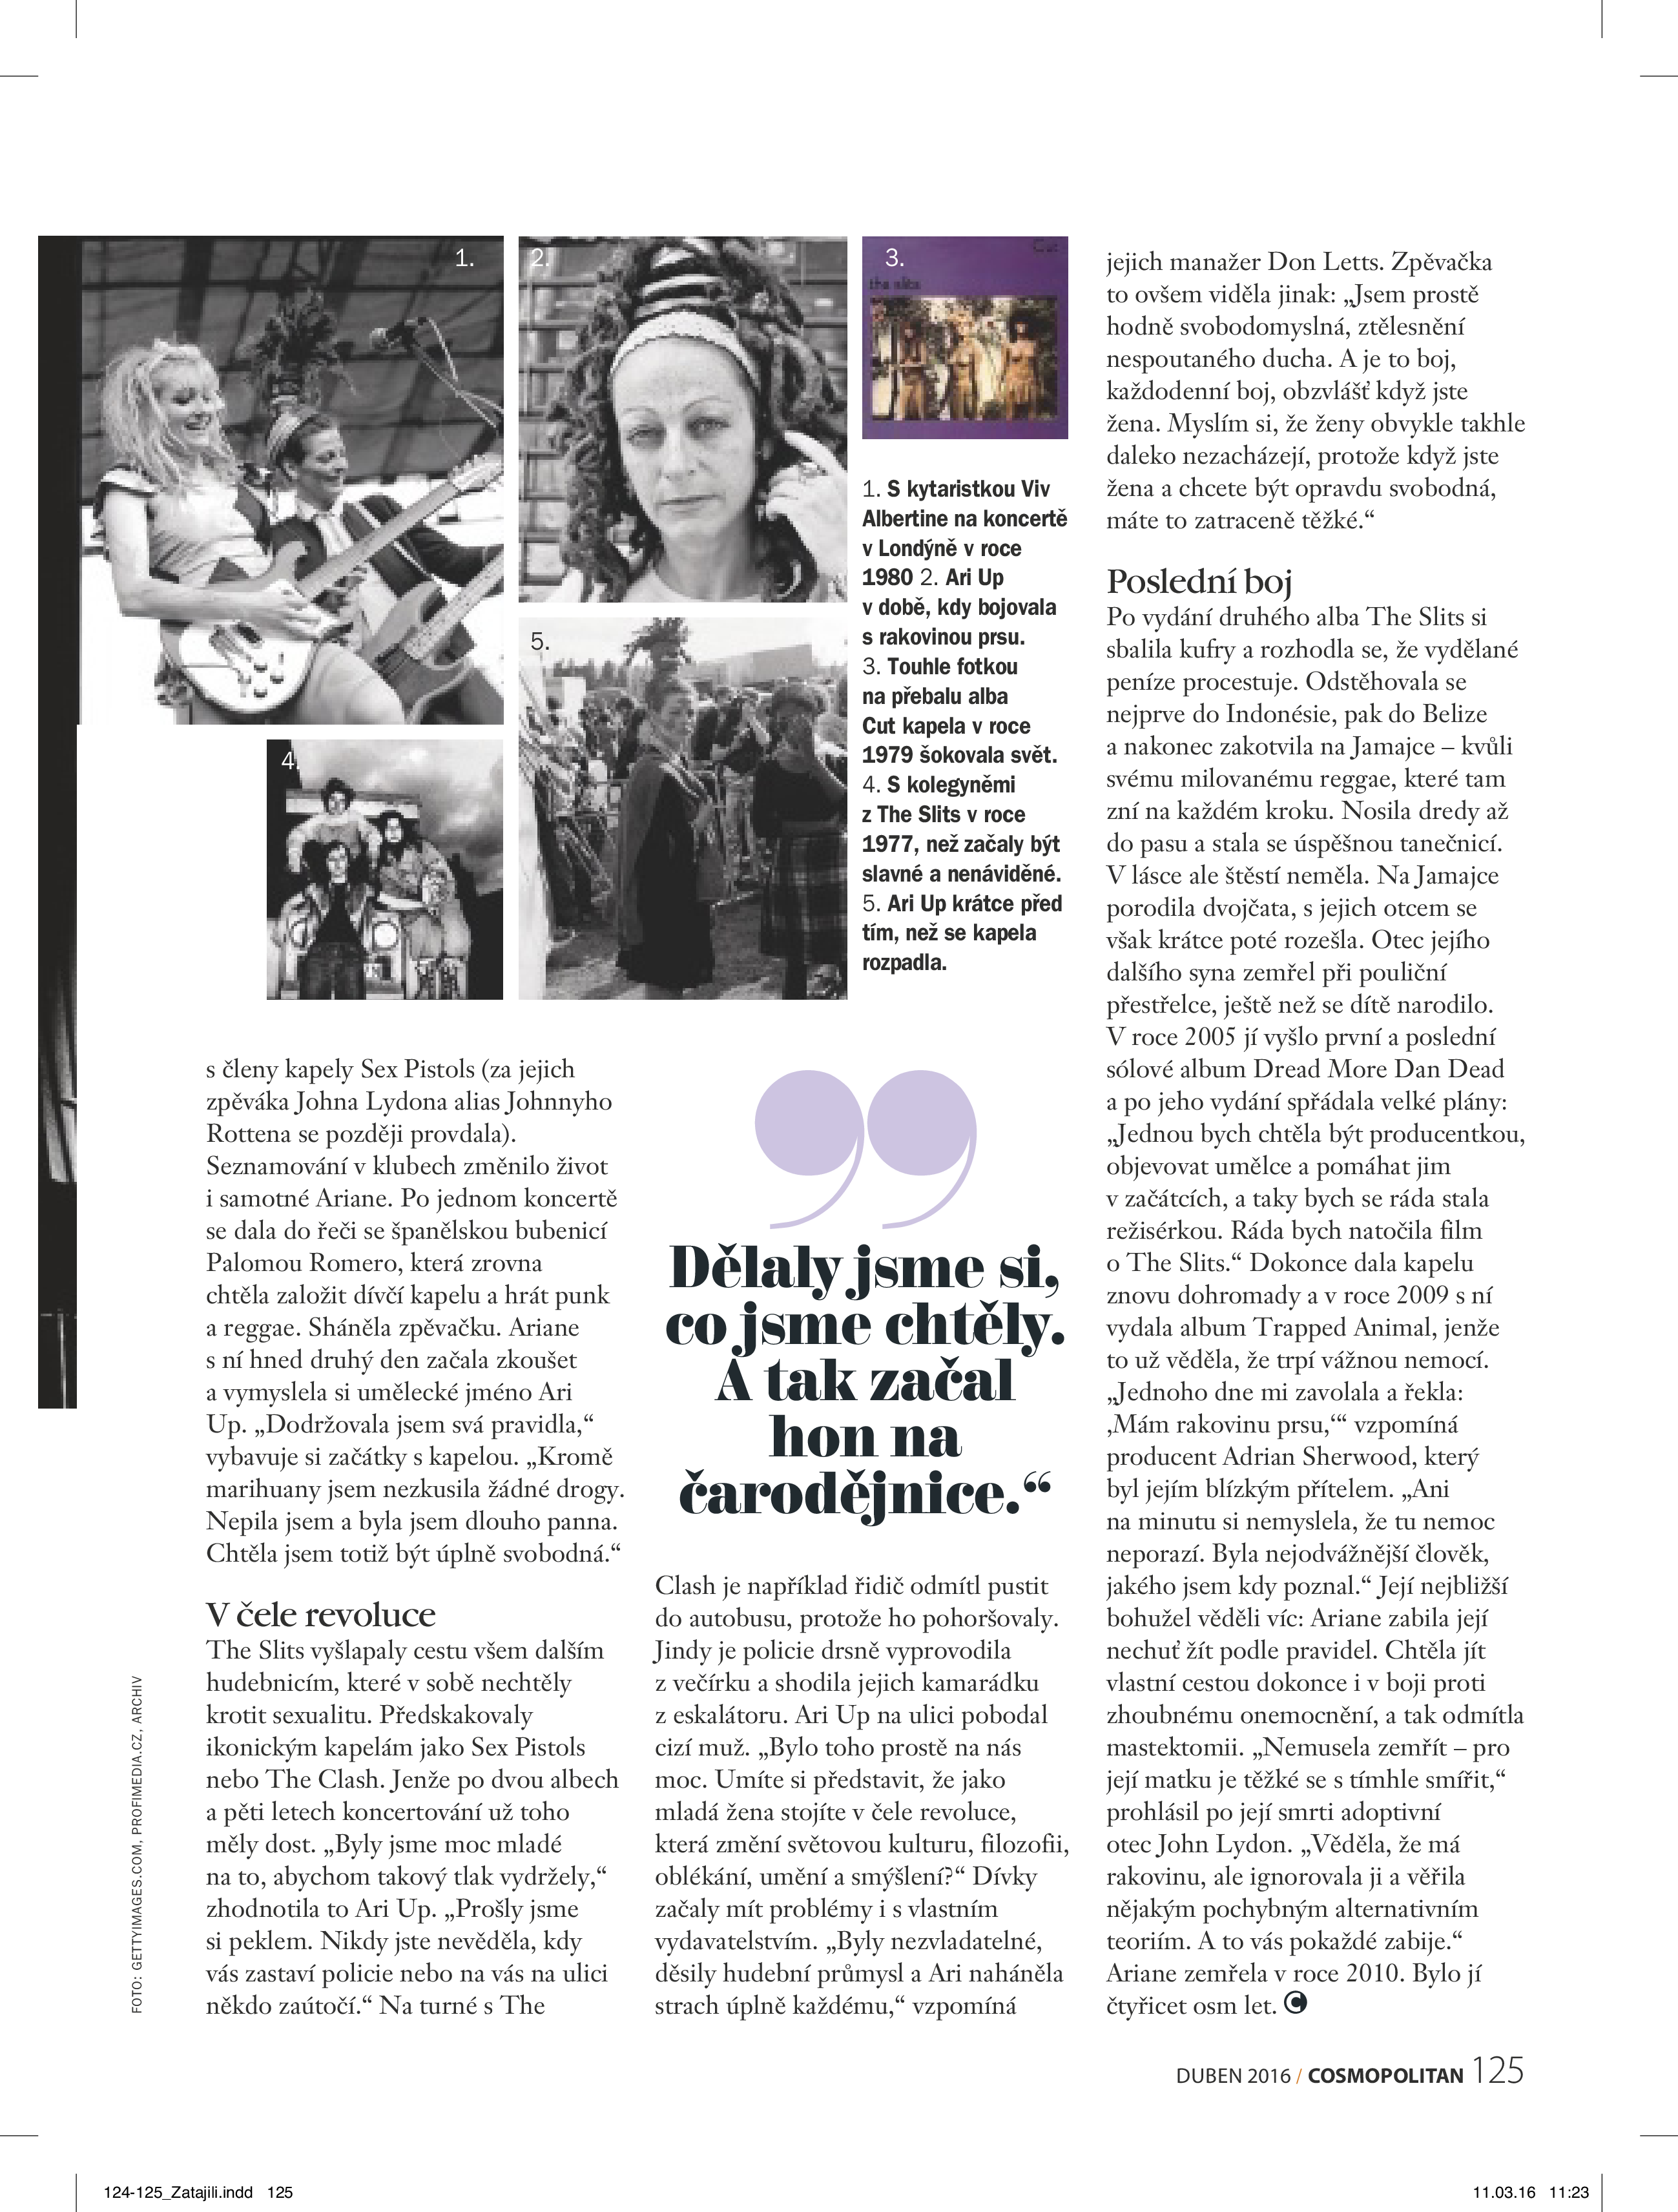 1.
2.
3.
Cut
the slits
4.
5.
1. S kytaristkou Viv
Albertine na koncertě
v Londýně v roce
1980 2. Ari Up
v době, kdy bojovala
s rakovinou prsu.
3. Touhle fotkou
na přebalu alba
Cut kapela v roce
1979 šokovala svět.
4. S kolegyněmi
z The Slits v roce
1977, než začaly být
slavné a nenáviděné.
5. Ari Up krátce před
tím, než se kapela
rozpadla.
s členy kapely Sex Pistols (za jejich
zpěváka Johna Lydona alias Johnnyho
Rottena se později provdala).
Seznamování v klubech změnilo život
i samotné Ariane. Po jednom koncertě
se dala do řeči se španělskou bubenicí
Palomou Romero, která zrovna
chtěla založit dívčí kapelu a hrát punk
a reggae. Sháněla zpěvačku. Ariane
s ní hned druhý den začala zkoušet
a vymyslela si umělecké jméno Ari
Up. „Dodržovala jsem svá pravidla,“
vybavuje si začátky s kapelou. „Kromě
marihuany jsem nezkusila žádné drogy.
Nepila jsem a byla jsem dlouho panna.
Chtěla jsem totiž být úplně svobodná.“
V čele revoluce
The Slits vyšlapaly cestu všem dalším
hudebnicím, které v sobě nechtěly
krotit sexualitu. Předskakovaly
ikonickým kapelám jako Sex Pistols
nebo The Clash. Jenže po dvou albech
a pěti letech koncertování už toho
měly dost. „Byly jsme moc mladé
na to, abychom takový tlak vydržely,“
zhodnotila to Ari Up. „Prošly jsme
si peklem. Nikdy jste nevěděla, kdy
vás zastaví policie nebo na vás na ulici
někdo zaútočí.“ Na turné s The
„
Dělaly jsme si,
co jsme chtěly.
A tak začal
hon na
čarodějnice.“
Clash je například řidič odmítl pustit
do autobusu, protože ho pohoršovaly.
Jindy je policie drsně vyprovodila
z večírku a shodila jejich kamarádku
z eskalátoru. Ari Up na ulici pobodal
cizí muž. „Bylo toho prostě na nás
moc. Umíte si představit, že jako
mladá žena stojíte v čele revoluce,
která změní světovou kulturu, filozofii,
oblékání, umění a smýšlení?“ Dívky
začaly mít problémy i s vlastním
vydavatelstvím. „Byly nezvladatelné,
děsily hudební průmysl a Ari naháněla
strach úplně každému,“ vzpomíná
jejich manažer Don Letts. Zpěvačka
to ovšem viděla jinak: „Jsem prostě
hodně svobodomyslná, ztělesnění
nespoutaného ducha. A je to boj,
každodenní boj, obzvlášť když jste
žena. Myslím si, že ženy obvykle takhle
daleko nezacházejí, protože když jste
žena a chcete být opravdu svobodná,
máte to zatraceně těžké.“
Poslední boj
Po vydání druhého alba The Slits si
sbalila kufry a rozhodla se, že vydělané
peníze procestuje. Odstěhovala se
nejprve do Indonésie, pak do Belize
a nakonec zakotvila na Jamajce – kvůli
svému milovanému reggae, které tam
zní na každém kroku. Nosila dredy až
do pasu a stala se úspěšnou tanečnicí.
V lásce ale štěstí neměla. Na Jamajce
porodila dvojčata, s jejich otcem se
však krátce poté rozešla. Otec jejího
dalšího syna zemřel při pouliční
přestřelce, ještě než se dítě narodilo.
V roce 2005 jí vyšlo první a poslední
sólové album Dread More Dan Dead
a po jeho vydání spřádala velké plány:
„Jednou bych chtěla být producentkou,
objevovat umělce a pomáhat jim
v začátcích, a taky bych se ráda stala
režisérkou. Ráda bych natočila film
o The Slits.“ Dokonce dala kapelu
znovu dohromady a v roce 2009 s ní
vydala album Trapped Animal, jenže
to už věděla, že trpí vážnou nemocí.
„Jednoho dne mi zavolala a řekla:
‚Mám rakovinu prsu,‘“ vzpomíná
producent Adrian Sherwood, který
byl jejím blízkým přítelem. „Ani
na minutu si nemyslela, že tu nemoc
neporazí. Byla nejodvážnější člověk,
jakého jsem kdy poznal.“ Její nejbližší
bohužel věděli víc: Ariane zabila její
nechuť žít podle pravidel. Chtěla jít
vlastní cestou dokonce i v boji proti
zhoubnému onemocnění, a tak odmítla
mastektomii. „Nemusela zemřít – pro
její matku je těžké se s tímhle smířit,“
prohlásil po její smrti adoptivní
otec John Lydon. „Věděla, že má
rakovinu, ale ignorovala ji a věřila
nějakým pochybným alternativním
teoriím. A to vás pokaždé zabije.“
Ariane zemřela v roce 2010. Bylo jí
čtyřicet osm let. C
FOTO: GETTYIMAGES.COM, PROFIMEDIA.CZ, ARCHIV
DUBEN 2016 / COSMOPOLITAN 125
124-125_Zatajili.indd 125
11.03.16 11:23